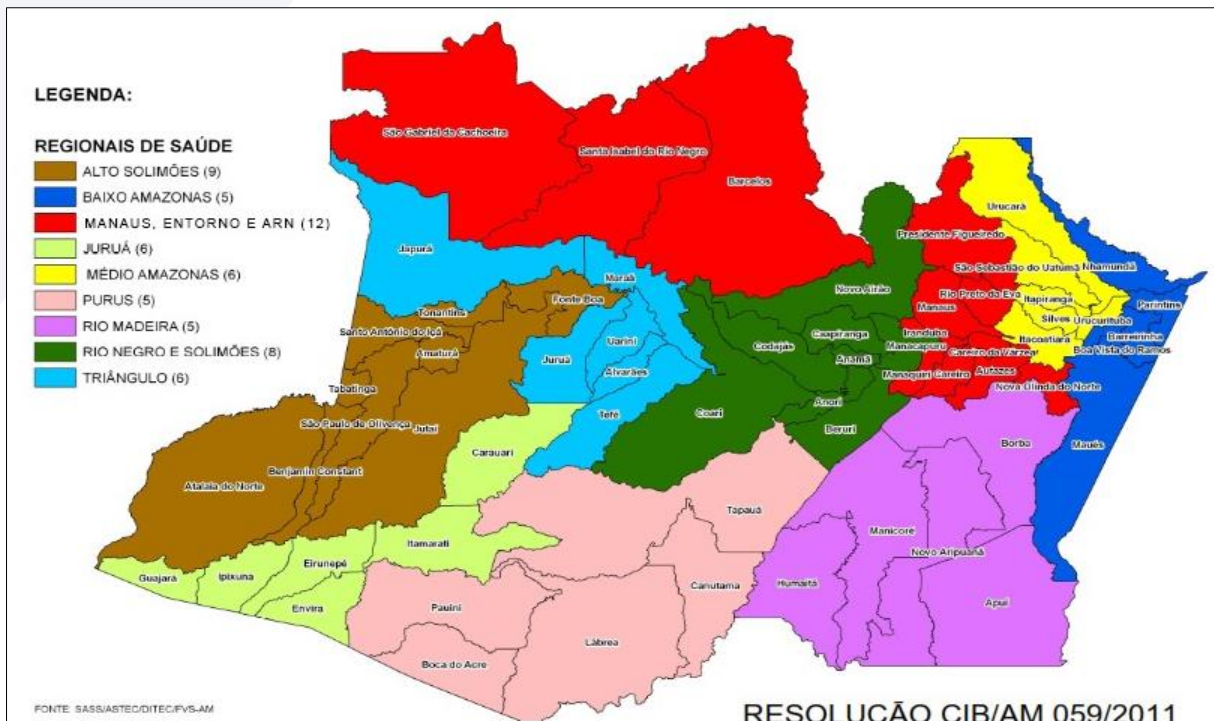 LEGENDA:
REGIONAIS DE SAÚDE
ALTO SOLIMÕES (9)
BAIXO AMAZONAS (5)
MANAUS, ENTORNO E ARN (12)
JURUÁ (6)
MÉDIO AMAZONAS (6)
PURUS (5)
RIO MADEIRA (5)
RIO NEGRO E SOLIMÕES (8)
TRIÂNGULO (6)
São Gabriel da Cachoeira
Santa Isabel do Rio Negro
Barcelos
Urucará
Japurá
Presidente Figueiredo
Maraã
São Sebastião do Uatumã
Nhamundá
Fonte Boa
Novo Airão
Rio Preto da Eva
Itapiranga
Parintins
Tonantins
Manaus
Silves
Urucurituba
Santo Antônio do Içá
Uarini
Caapiranga
Iranduba
Itacoatiara
Barreirinha
Amaturá
Juruá
Codajás
Manacapuru
Careiro da Várzea
Boa Vista do Ramos
Alvarães
Anamã
Manaquiri
Careiro
Autazes
Tabatinga
Nova Olinda do Norte
Anori
Tefé
Coari
São Paulo de Olivença
Jutaí
Beruri
Borba
Maués
Carauari
Benjamin Constant
Atalaia do Norte
Tapauá
Manicoré
Itamarati
Novo Aripuanã
Eirunepé
Guajará
Ipixuna
Humaitá
Canutama
Apuí
Envira
Pauini
Lábrea
Boca do Acre
FONTE: SASS/ASTEC/DITEC/FVS-AM
RESOLUÇÃO CIB/AM 059/2011